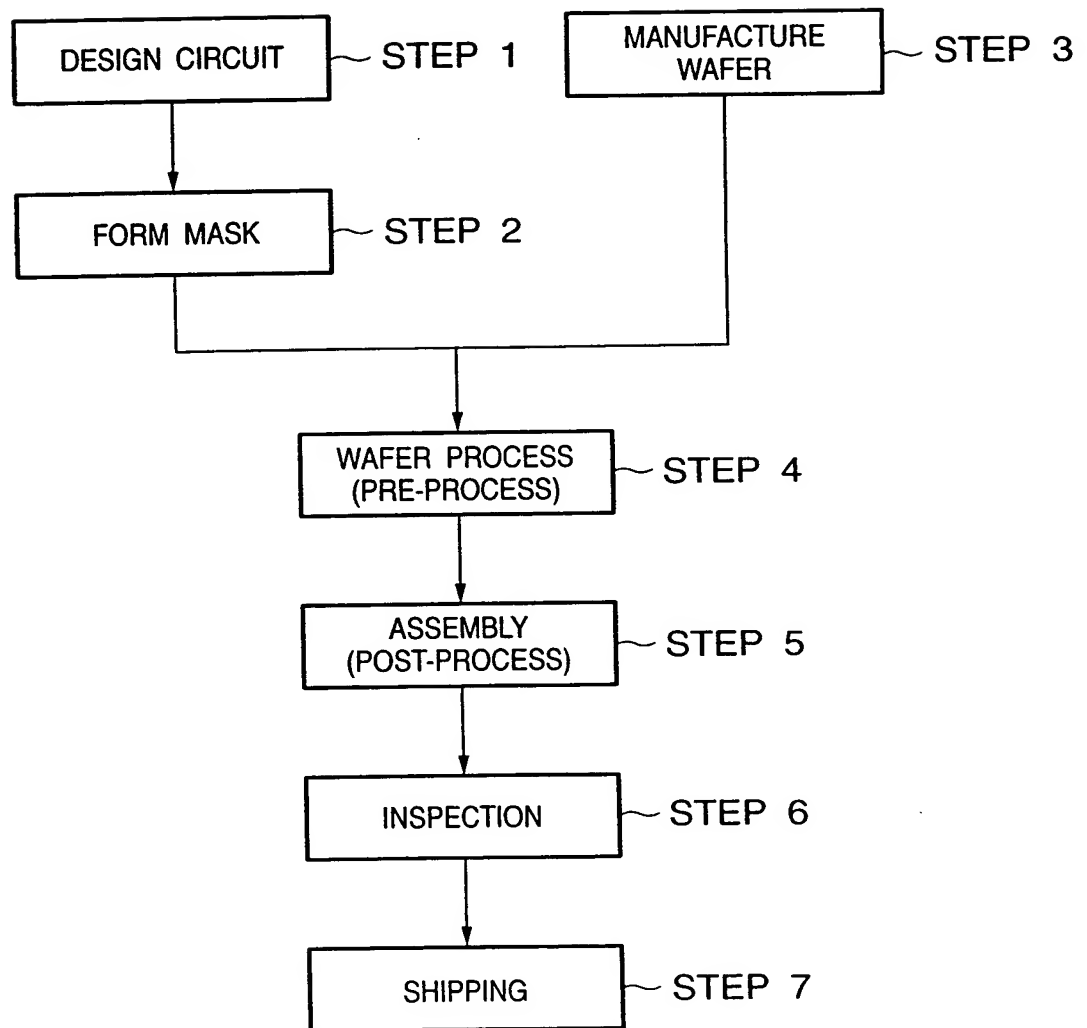 DESIGN CIRCUIT
STEP 1
MANUFACTURE
WAFER
STEP 3
FORM MASK
STEP 2
WAFER PROCESS
(PRE-PROCESS)
STEP 4
ASSEMBLY
(POST-PROCESS)
STEP 5
INSPECTION
STEP 6
SHIPPING
STEP 7